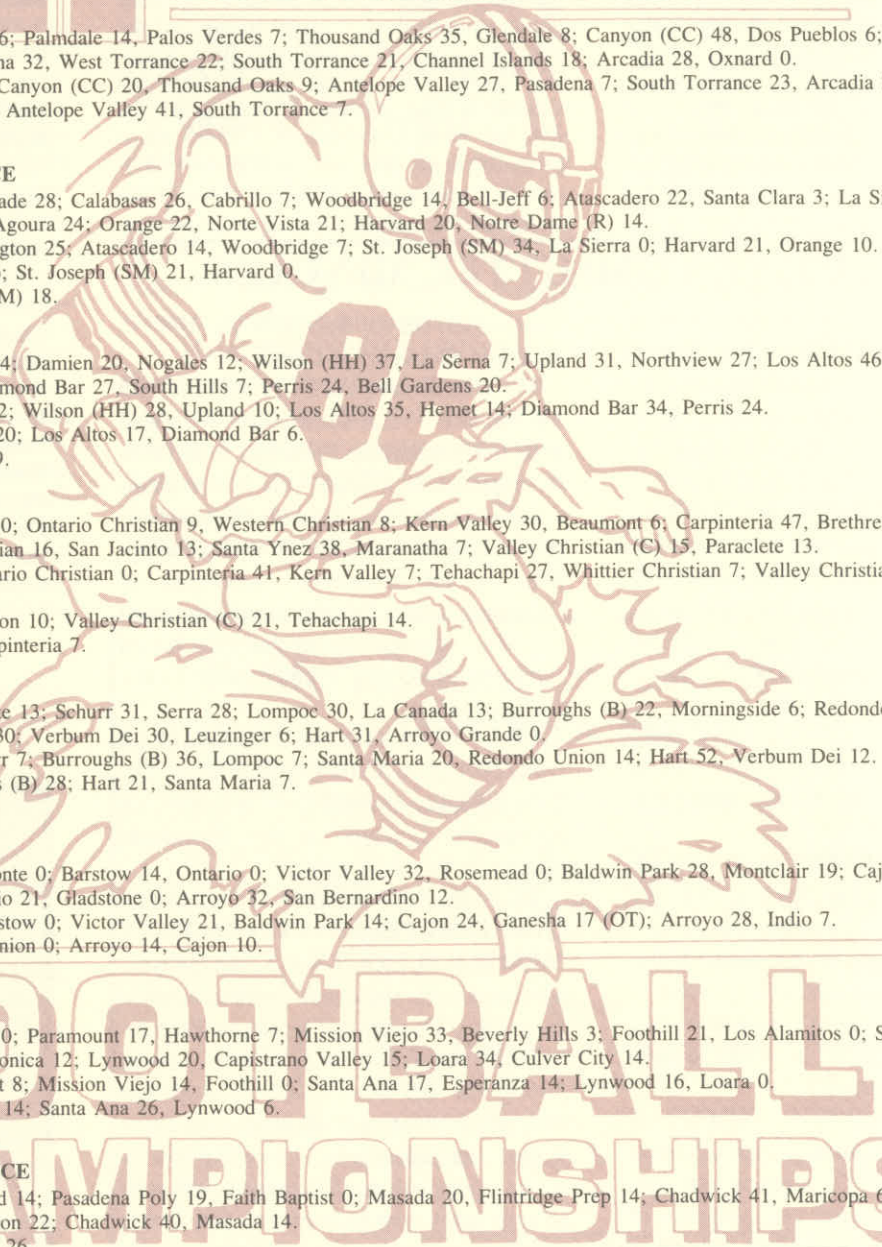 6; Palmdale 14, Palos Verdes 7; Thousand Oaks 35, Glendale 8; Canyon (CC) 48, Dos Pueblos 6;
na 32, West Torrance 22; South Torrance 21, Channel Islands 18; Arcadia 28, Oxnard 0.
Canyon (CC) 20, Thousand Oaks 9; Antelope Valley 27, Pasadena 7; South Torrance 23, Arcadia
Antelope Valley 41, South Torrance 7.
CE
ade 28; Calabasas 26, Cabrillo 7; Woodbridge 14, Bell-Jeff 6; Atascadero 22, Santa Clara 3; La S
Agoura 24; Orange 22, Norte Vista 21; Harvard 20, Notre Dame (R) 14.
gton 25; Atascadero 14, Woodbridge 7; St. Joseph (SM) 34, La Sierra 0; Harvard 21, Orange 10.
; St. Joseph (SM) 21, Harvard 0.
M) 18.
88
4; Damien 20, Nogales 12; Wilson (HH) 37, La Serna 7; Upland 31, Northview 27; Los Altos 46
mond Bar 27, South Hills 7; Perris 24, Bell Gardens 20.
2; Wilson (HH) 28, Upland 10; Los Altos 35, Hemet 14; Diamond Bar 34, Perris 24.
20; Los Altos 17, Diamond Bar 6.
9.
0; Ontario Christian 9, Western Christian 8; Kern Valley 30, Beaumont 6; Carpinteria 47, Brethre
ian 16, San Jacinto 13; Santa Ynez 38, Maranatha 7; Valley Christian (C) 15, Paraclete 13.
ario Christian 0; Carpinteria 41, Kern Valley 7; Tehachapi 27, Whittier Christian 7; Valley Christia
on 10; Valley Christian (C) 21, Tehachapi 14.
pinteria 7.
te 13; Schurr 31, Serra 28; Lompoc 30, La Canada 13; Burroughs (B) 22, Morningside 6; Redond
30; Verbum Dei 30, Leuzinger 6; Hart 31, Arroyo Grande 0.
r 7; Burroughs (B) 36, Lompoc 7; Santa Maria 20, Redondo Union 14; Hart 52, Verbum Dei 12.
s (B) 28; Hart 21, Santa Maria 7.
onte 0; Barstow 14, Ontario 0; Victor Valley 32, Rosemead 0; Baldwin Park 28, Montclair 19; Caj
io 21, Gladstone 0; Arroyo 32, San Bernardino 12.
stow 0; Victor Valley 21, Baldwin Park 14; Cajon 24, Ganesha 17 (OT); Arroyo 28, Indio 7.
nion 0; Arroyo 14, Cajon 10.
OOTBALL
0; Paramount 17, Hawthorne 7; Mission Viejo 33, Beverly Hills 3; Foothill 21, Los Alamitos 0; S
onica 12; Lynwood 20, Capistrano Valley 15; Loara 34, Culver City 14.
t 8; Mission Viejo 14, Foothill 0; Santa Ana 17, Esperanza 14; Lynwood 16, Loara 0.
14; Santa Ana 26, Lynwood 6.
AMPIONSHIPS
CE
d 14; Pasadena Poly 19, Faith Baptist 0; Masada 20, Flintridge Prep 14; Chadwick 41, Maricopa 6
on 22; Chadwick 40, Masada 14.
26.